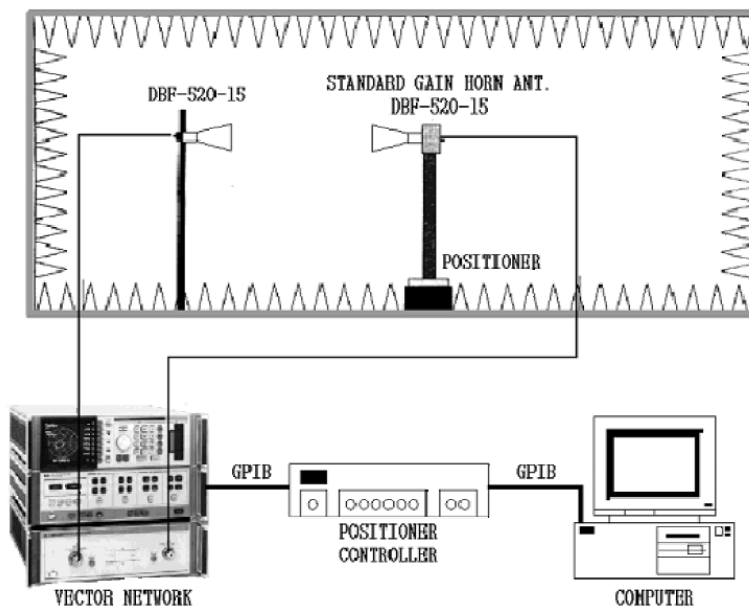 STANDARD GAIN HORN ANT.
DBF-520-15
DBF-520-15
POSITIONER
GPIB
GPIB
POSITIONER
CONTROLLER
VECTOR NETWORK
COMPUTER